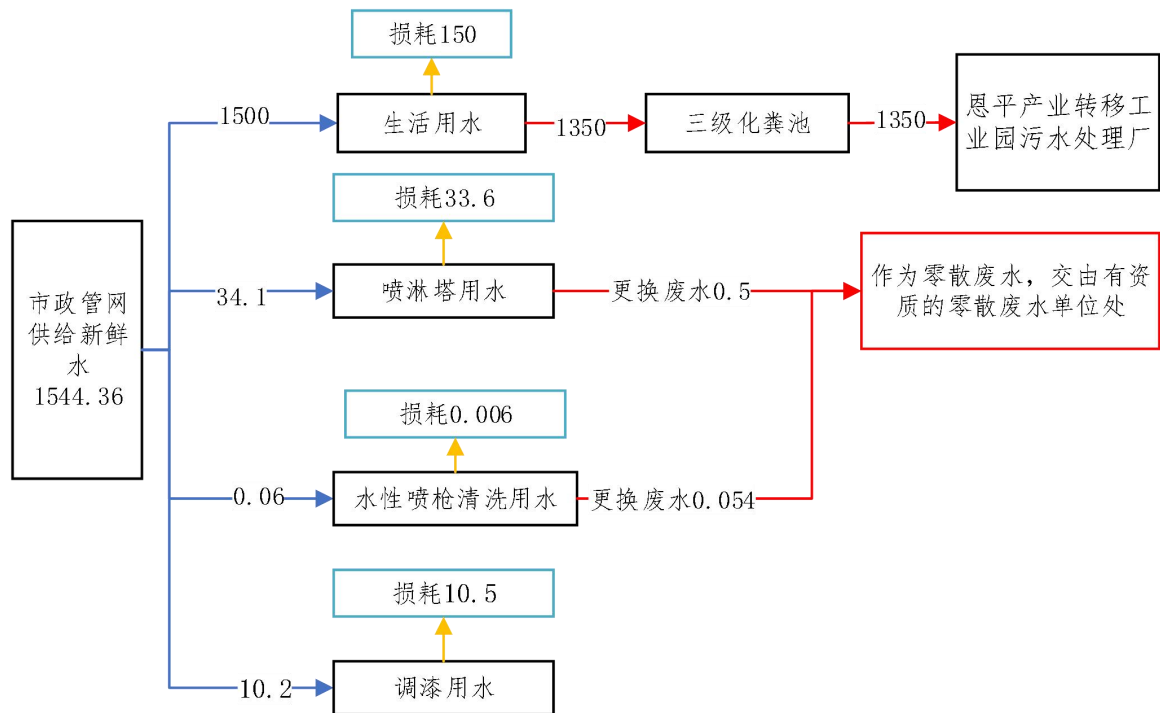 损耗150
1500
生活用水
1350
三级化粪池
1350
恩平产业转移工
业园污水处理厂
损耗33.6
市政管网
供给新鲜
水
1544.36
34.1
喷淋塔用水
更换废水0.5
作为零散废水，交由有资
质的零散废水单位处
损耗0.006
0.06
水性喷枪清洗用水
更换废水0.054
损耗10.5
10.2
调漆用水